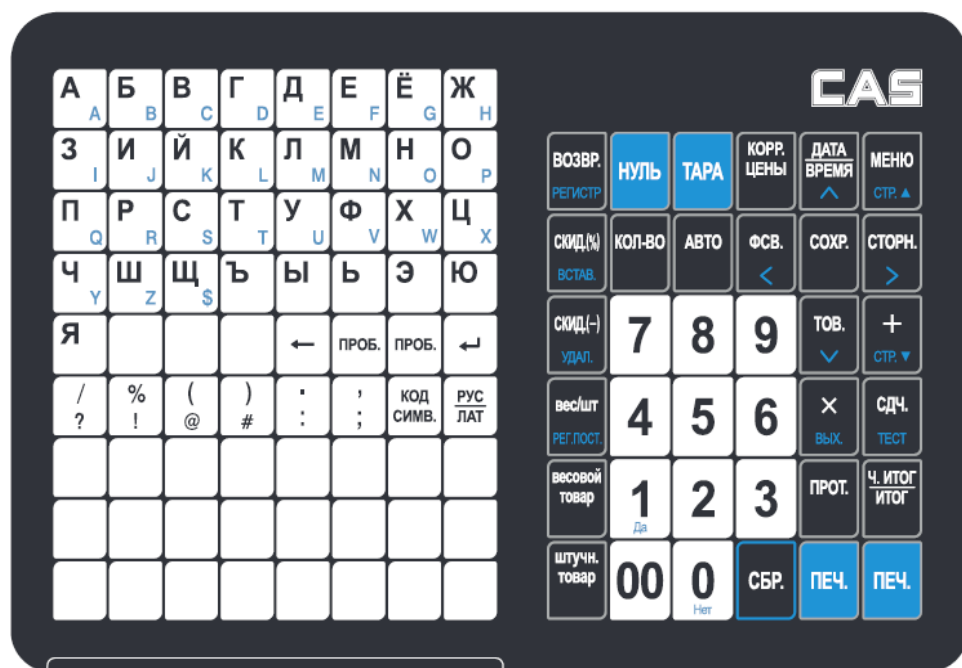 CAS
А A Б B В C Г D Д E Е F Ё G Ж H
З I И J Й K К L Л M М N Н O О P
П Q Р R С S Т T У U Ф V Х W Ц X
Ч Y Ш Z Щ $ Ъ Ы Ь Э Ю
Я ← ПРОБ. ПРОБ. ↵
/ % ( ) . , КОД РУС
? ! @ # : ; СИМВ. ЛАТ
ВОЗВР. НУЛЬ ТАРА КОРР. ЦЕНЫ ДАТА ВРЕМЯ МЕНЮ
РЕГИСТР ^ СТР.▲
СКИД.(%) КОЛ-ВО АВТО ФСВ. СОХР. СТОРН.
ВСТАВ. < >
СКИД.(−) 7 8 9 ТОВ. +
УДАЛ. ∨ СТР.▼
вес/шт 4 5 6 × СДЧ.
РЕГ.ПОСТ. ВЫХ. ТЕСТ
весовой товар 1 2 3 ПРОТ. Ч. ИТОГ ИТОГ
Да
штучн. товар 00 0 СБР. ПЕЧ. ПЕЧ.
Нет